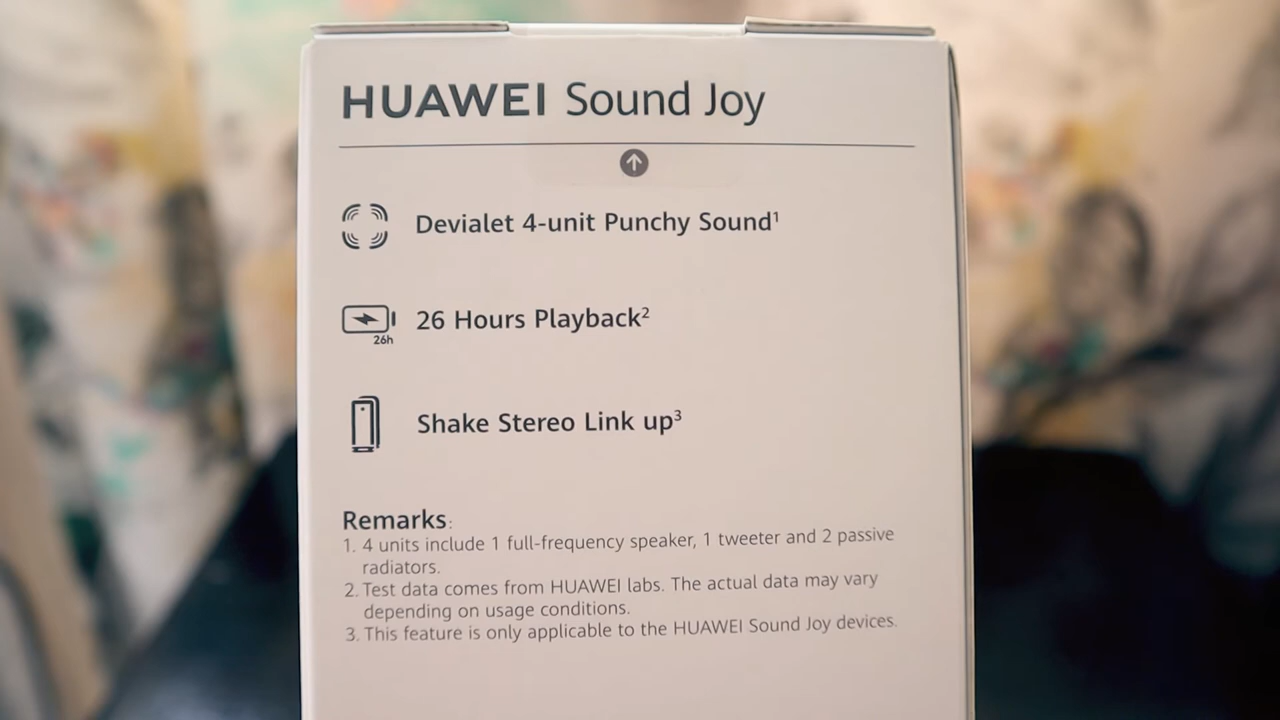 HUAWEI Sound Joy
Devialet 4-unit Punchy Sound¹
26 Hours Playback²
26h
Shake Stereo Link up³
Remarks:
1. 4 units include 1 full-frequency speaker, 1 tweeter and 2 passive
radiators.
2. Test data comes from HUAWEI labs. The actual data may vary
depending on usage conditions.
3. This feature is only applicable to the HUAWEI Sound Joy devices.